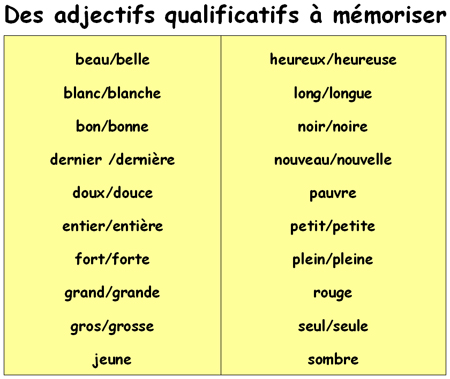 Des adjectifs qualificatifs à mémoriser
beau/belle
blanc/blanche
bon/bonne
dernier /dernière
doux/douce
entier/entière
fort/forte
grand/grande
gros/grosse
jeune
heureux/heureuse
long/longue
noir/noire
nouveau/nouvelle
pauvre
petit/petite
plein/pleine
rouge
seul/seule
sombre